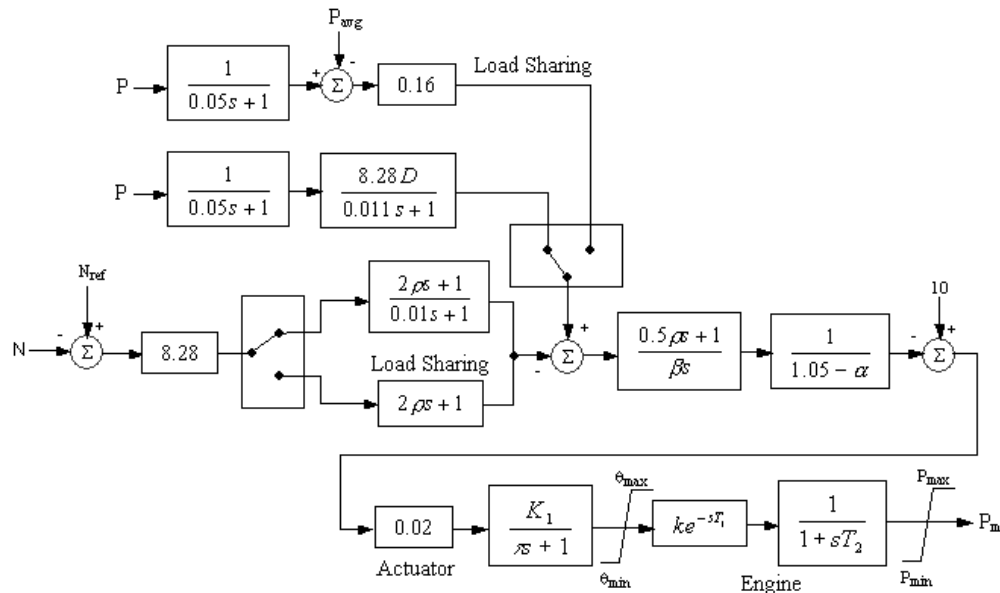 P_avg
+ -
P 1 / 0.05s + 1 Σ 0.16 Load Sharing
P 1 / 0.05s + 1 8.28 D / 0.011s + 1
N_ref
- +
N Σ 8.28
2ρs + 1 / 0.01s + 1
Load Sharing
2ρs + 1
+
- Σ
0.5ρs + 1 / βs
1 / 1.05 − α
10
- +
Σ
0.02
Actuator
K_1 / τs + 1
θ_max
θ_min
ke^{−sT_1}
1 / 1 + sT_2
Engine
P_max
P_min
P_m